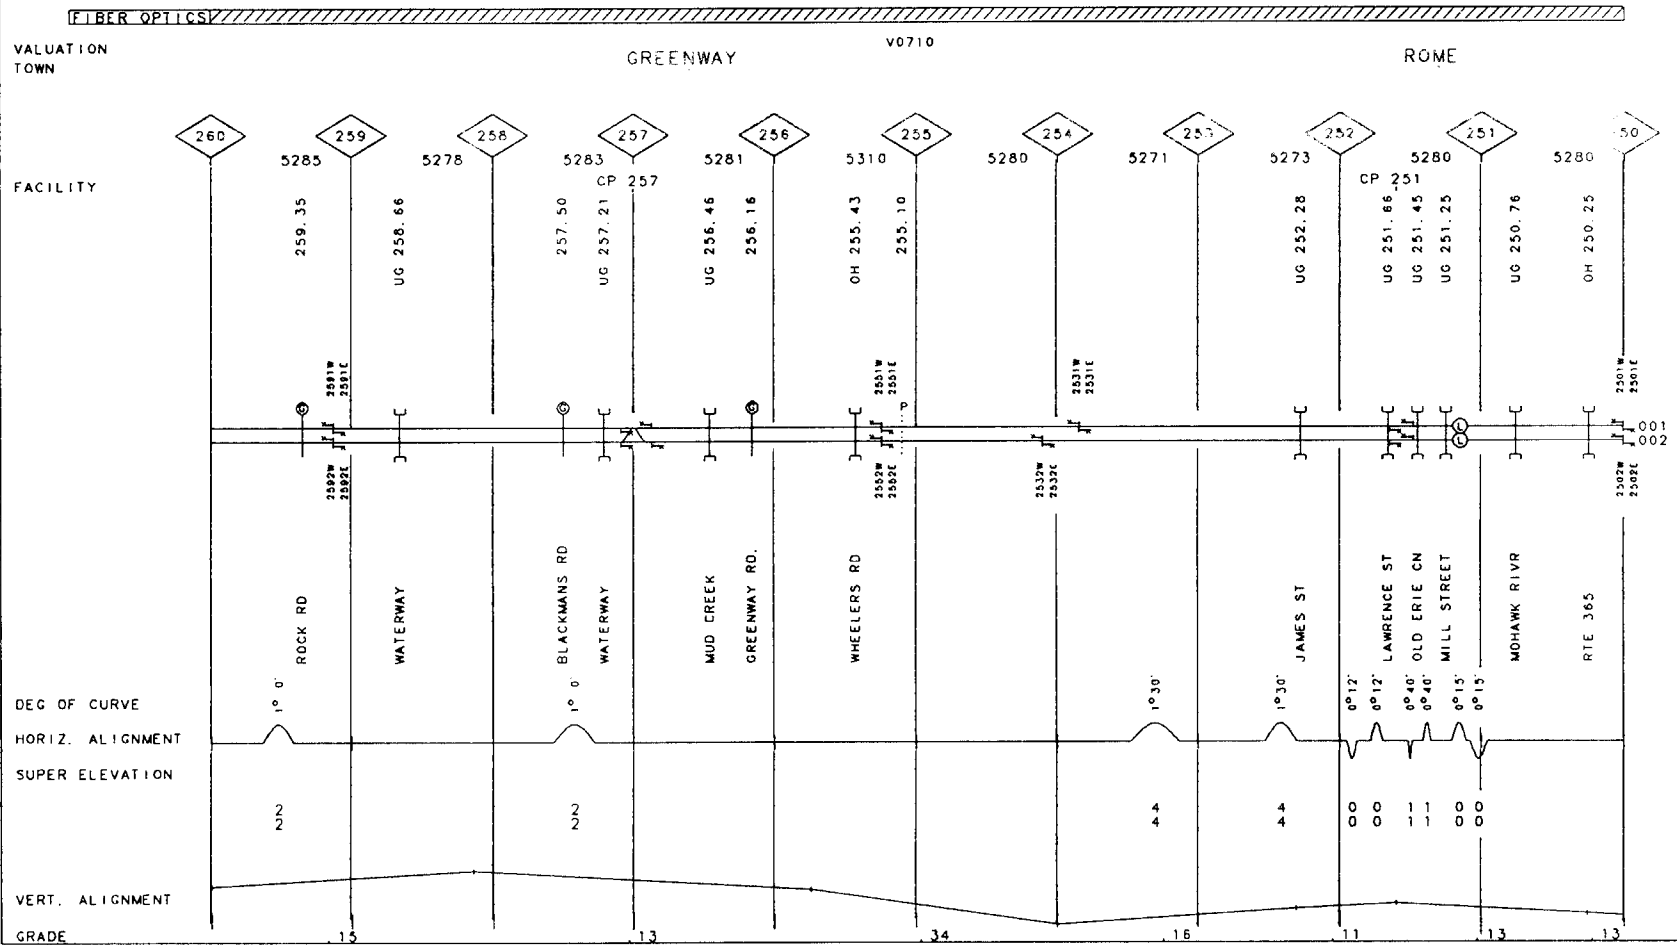 FIBER OPTICS
VALUATION V0710
TOWN GREENWAY ROME
260 259 258 257 256 255 254 253 252 251 50
5285 5278 5283 5281 5310 5280 5271 5273 5280 5280
FACILITY CP 257 CP 251
259.35
UG 258.66
257.50
UG 257.21
UG 256.46
256.16
OH 255.43
255.10
UG 252.28
UG 251.66
UG 251.45
UG 251.25
UG 250.76
OH 250.25
2591W
2591E
2551W
2551E
2531W
2531E
2501W
2501E
G G G P
L 001
L 002
2592W
2592E
2552W
2552E
2532W
2532E
2502W
2502E
ROCK RD
WATERWAY
BLACKMANS RD
WATERWAY
MUD CREEK
GREENWAY RD.
WHEELERS RD
JAMES ST
LAWRENCE ST
OLD ERIE CN
MILL STREET
MOHAWK RIVR
RTE 365
DEG OF CURVE 1° 0' 1° 0' 1°30' 1°30' 0°12' 0°12' 0°40' 0°40' 0°15' 0°15'
HORIZ. ALIGNMENT
SUPER ELEVATION
2 2 4 4 0 0 1 1 0 0
2 2 4 4 0 0 1 1 0 0
VERT. ALIGNMENT
GRADE .15 .13 .34 .16 .11 .13 .13